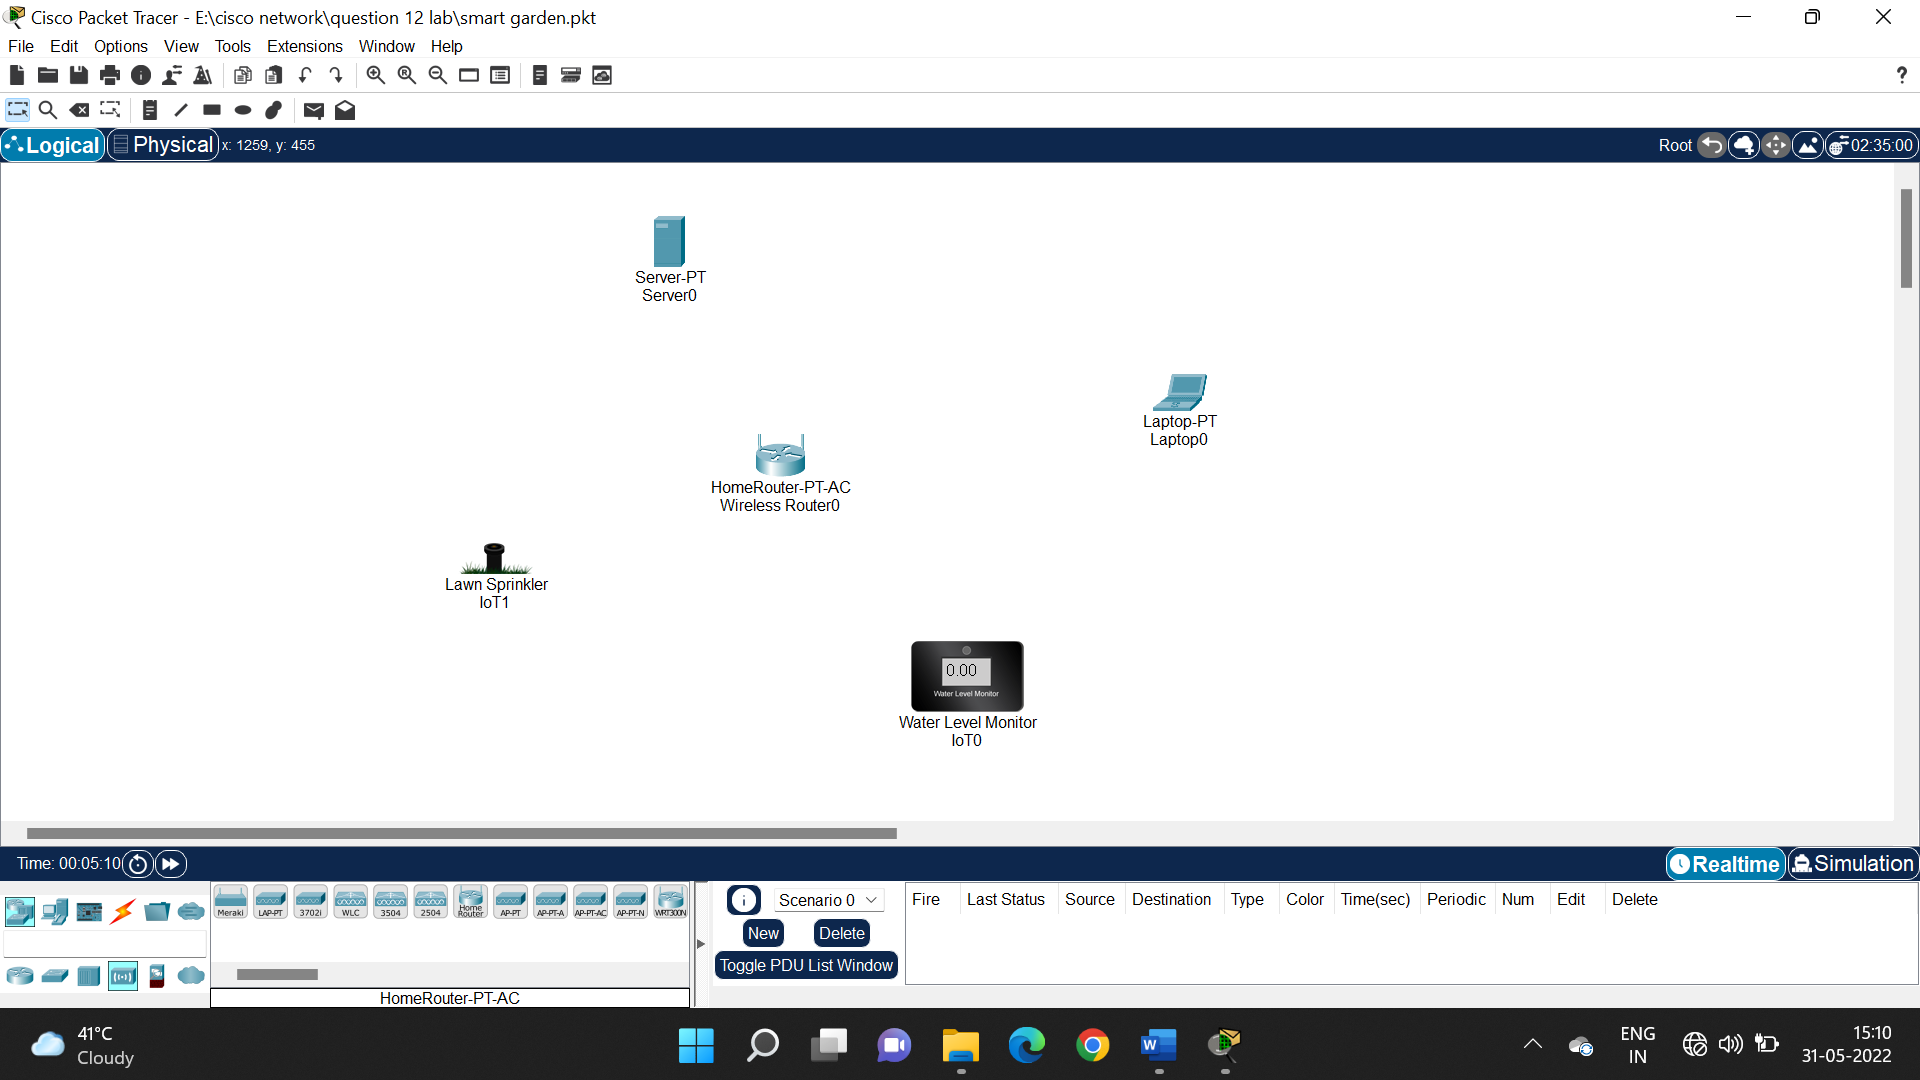 Cisco Packet Tracer - E:\cisco network\question 12 lab\smart garden.pkt
File Edit Options View Tools Extensions Window Help
?
Logical Physical x: 1259, y: 455 Root 02:35:00
Server-PT
Server0
Laptop-PT
Laptop0
HomeRouter-PT-AC
Wireless Router0
Lawn Sprinkler
IoT1
0.00
Water Level Monitor
Water Level Monitor
IoT0
Time: 00:05:10 Realtime Simulation
Meraki LAP-PT 3702i WLC 3504 2504 Home Router AP-PT AP-PT-A AP-PT-AC AP-PT-N WRT300N
HomeRouter-PT-AC
Scenario 0
New Delete
Toggle PDU List Window
Fire Last Status Source Destination Type Color Time(sec) Periodic Num Edit Delete
41°C
Cloudy
W
ENG
IN
15:10
31-05-2022